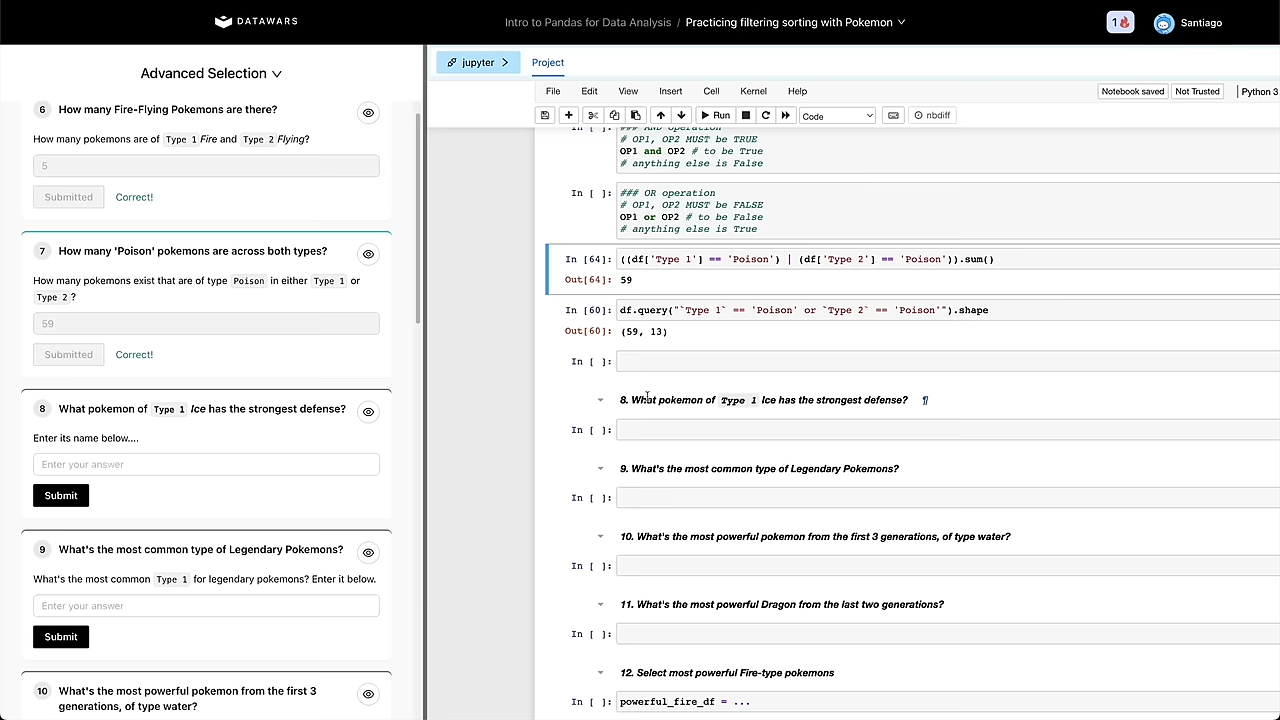 DATAWARS
Intro to Pandas for Data Analysis / Practicing filtering sorting with Pokemon
1
Santiago
Advanced Selection
6 How many Fire-Flying Pokemons are there?
How many pokemons are of Type 1 Fire and Type 2 Flying?
5
Submitted Correct!
7 How many 'Poison' pokemons are across both types?
How many pokemons exist that are of type Poison in either Type 1 or
Type 2 ?
59
Submitted Correct!
8 What pokemon of Type 1 Ice has the strongest defense?
Enter its name below....
Enter your answer
Submit
9 What's the most common type of Legendary Pokemons?
What's the most common Type 1 for legendary pokemons? Enter it below.
Enter your answer
Submit
10 What's the most powerful pokemon from the first 3
generations, of type water?
jupyter Project
File Edit View Insert Cell Kernel Help
Notebook saved Not Trusted Python 3
Run Code nbdiff
In [ ]: ### AND operation
# OP1, OP2 MUST be TRUE
OP1 and OP2 # to be True
# anything else is False
In [ ]: ### OR operation
# OP1, OP2 MUST be FALSE
OP1 or OP2 # to be False
# anything else is True
In [64]: ((df['Type 1'] == 'Poison') | (df['Type 2'] == 'Poison')).sum()
Out[64]: 59
In [60]: df.query("`Type 1` == 'Poison' or `Type 2` == 'Poison'").shape
Out[60]: (59, 13)
In [ ]:
8. What pokemon of Type 1 Ice has the strongest defense? ¶
In [ ]:
9. What's the most common type of Legendary Pokemons?
In [ ]:
10. What's the most powerful pokemon from the first 3 generations, of type water?
In [ ]:
11. What's the most powerful Dragon from the last two generations?
In [ ]:
12. Select most powerful Fire-type pokemons
In [ ]: powerful_fire_df = ...